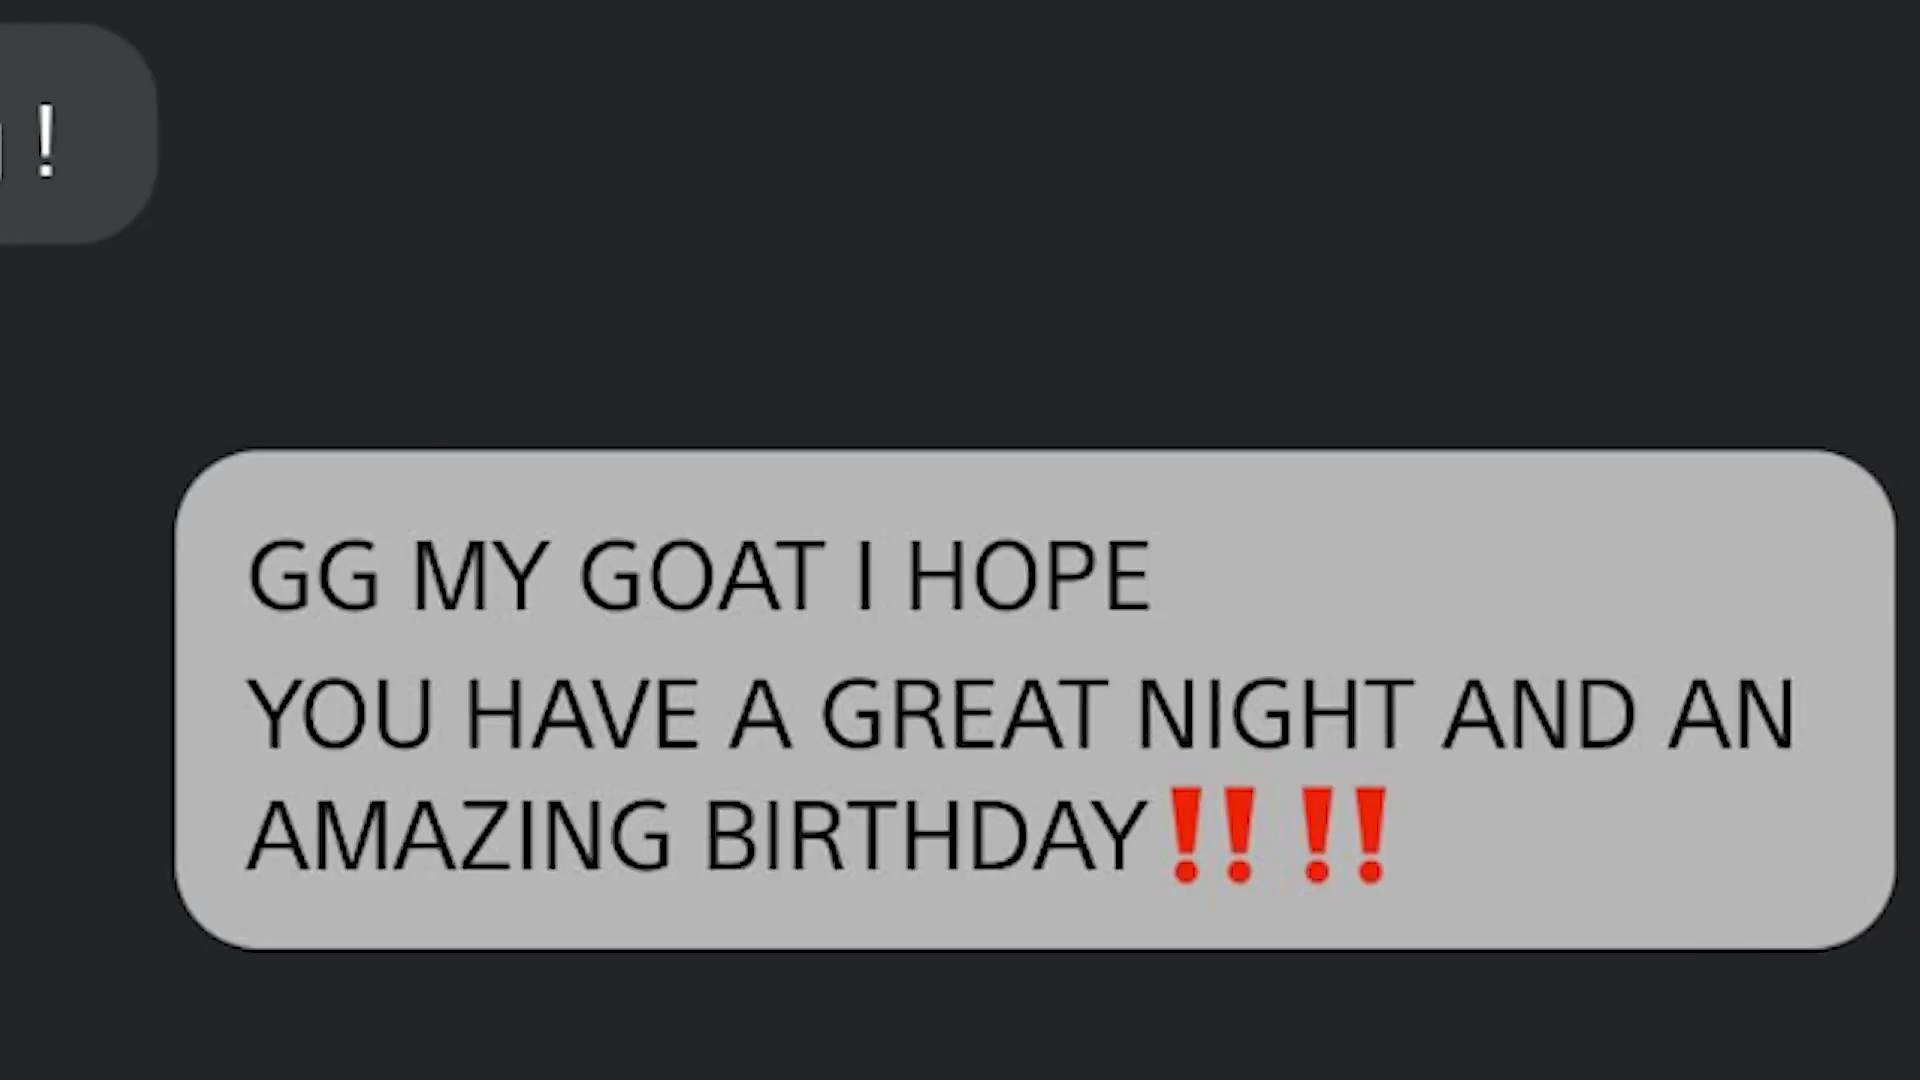 !
GG MY GOAT I HOPE
YOU HAVE A GREAT NIGHT AND AN
AMAZING BIRTHDAY‼️ ‼️